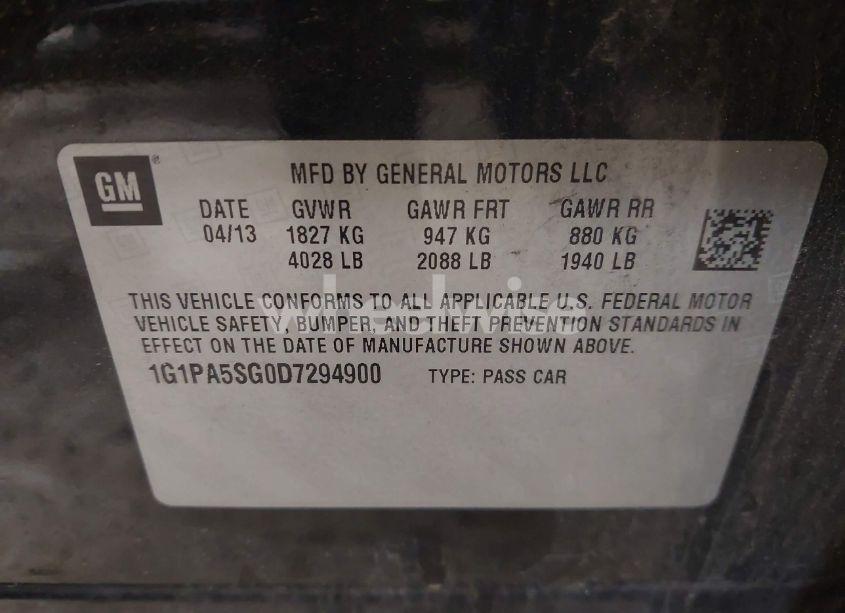 GM®
MFD BY GENERAL MOTORS LLC
DATE GVWR GAWR FRT GAWR RR
04/13 1827 KG 947 KG 880 KG
4028 LB 2088 LB 1940 LB
THIS VEHICLE CONFORMS TO ALL APPLICABLE U.S. FEDERAL MOTOR
VEHICLE SAFETY, BUMPER, AND THEFT PREVENTION STANDARDS IN
EFFECT ON THE DATE OF MANUFACTURE SHOWN ABOVE.
1G1PA5SG0D7294900 TYPE: PASS CAR
wheelwise